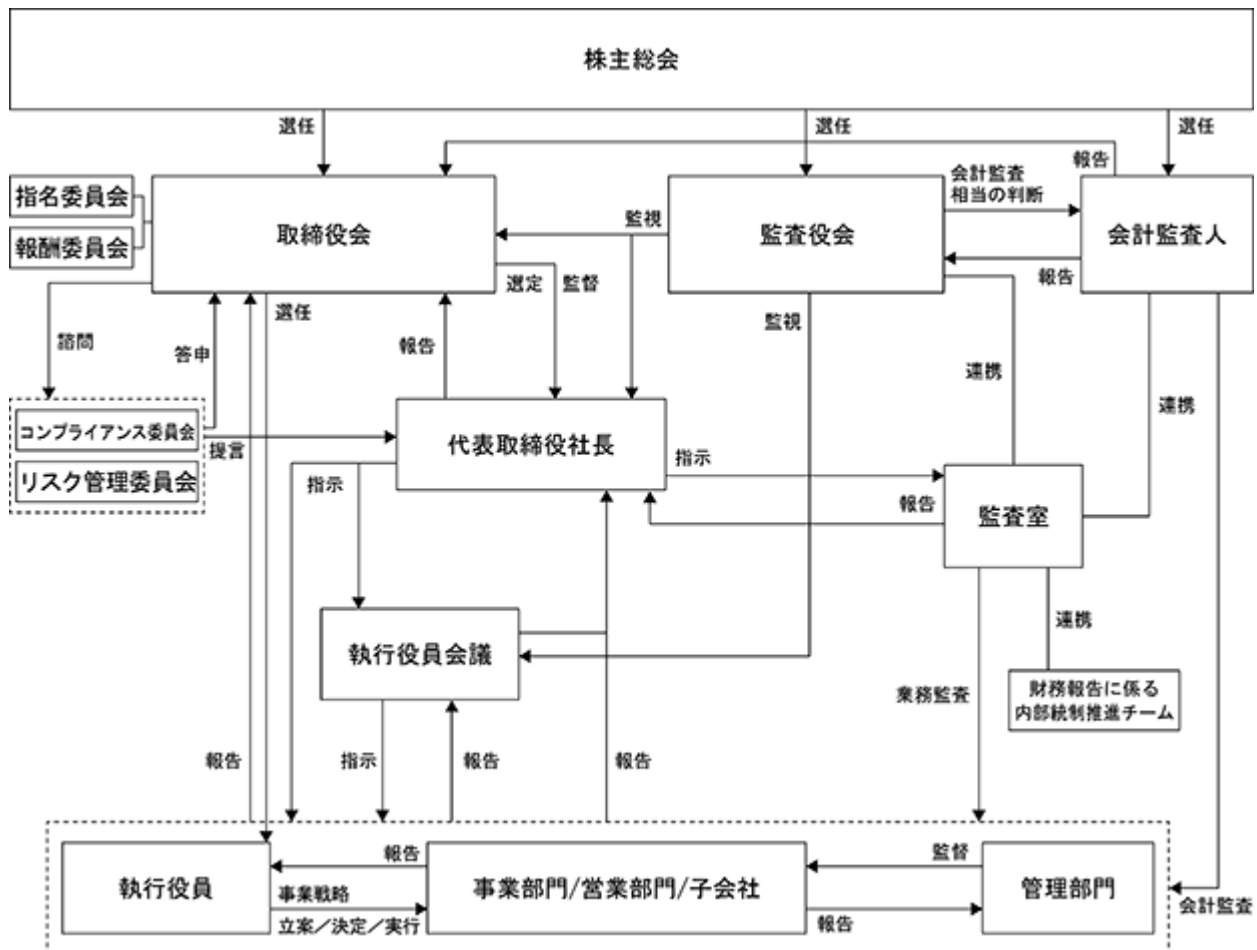 株主総会
選任
選任
選任
報告
指名委員会
報酬委員会
取締役会
監視
監査役会
会計監査
相当の判断
会計監査人
報告
選定
監督
選任
監視
諮問
答申
報告
連携
連携
コンプライアンス委員会
リスク管理委員会
提言
代表取締役社長
指示
指示
報告
監査室
執行役員会議
連携
業務監査
財務報告に係る
内部統制推進チーム
報告
指示
報告
報告
執行役員
報告
事業戦略
立案／決定／実行
事業部門/営業部門/子会社
監督
報告
管理部門
会計監査